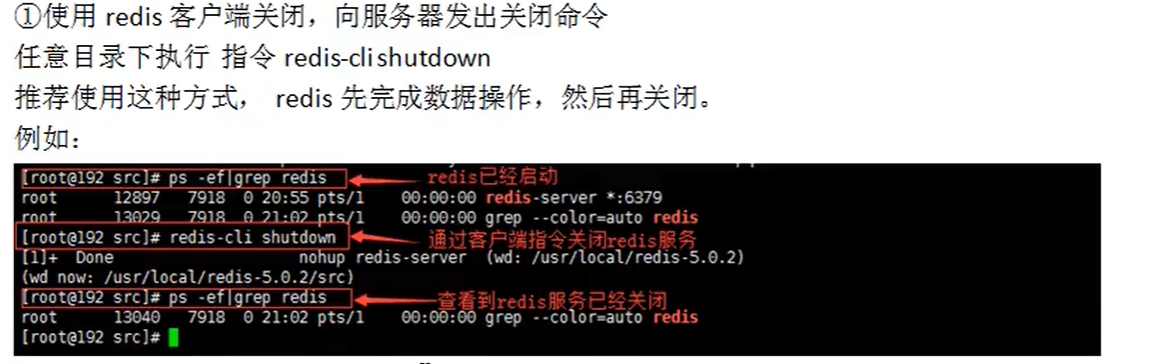 ①使用 redis 客户端关闭，向服务器发出关闭命令
任意目录下执行 指令 redis-cli shutdown
推荐使用这种方式， redis 先完成数据操作，然后再关闭。
例如：
[root@192 src]# ps -ef|grep redis redis已经启动
root 12897 7918 0 20:55 pts/1 00:00:00 redis-server *:6379
root 13029 7918 0 21:02 pts/1 00:00:00 grep --color=auto redis
[root@192 src]# redis-cli shutdown 通过客户端指令关闭redis服务
[1]+ Done nohup redis-server (wd: /usr/local/redis-5.0.2)
(wd now: /usr/local/redis-5.0.2/src)
[root@192 src]# ps -ef|grep redis 查看到redis服务已经关闭
root 13040 7918 0 21:02 pts/1 00:00:00 grep --color=auto redis
[root@192 src]#